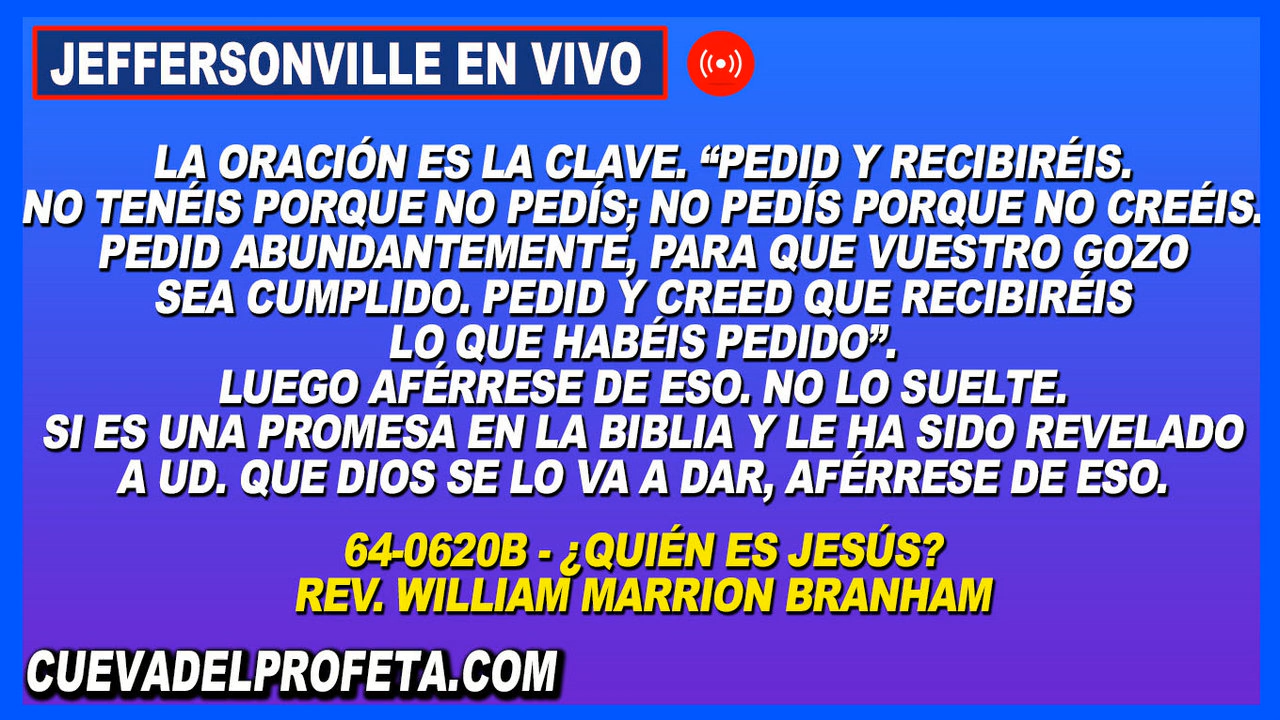 JEFFERSONVILLE EN VIVO
LA ORACIÓN ES LA CLAVE. “PEDID Y RECIBIRÉIS.
NO TENÉIS PORQUE NO PEDÍS; NO PEDÍS PORQUE NO CREÉIS.
PEDID ABUNDANTEMENTE, PARA QUE VUESTRO GOZO
SEA CUMPLIDO. PEDID Y CREED QUE RECIBIRÉIS
LO QUE HABÉIS PEDIDO”.
LUEGO AFÉRRESE DE ESO. NO LO SUELTE.
SI ES UNA PROMESA EN LA BIBLIA Y LE HA SIDO REVELADO
A UD. QUE DIOS SE LO VA A DAR, AFÉRRESE DE ESO.
64-0620B - ¿QUIÉN ES JESÚS?
REV. WILLIAM MARRION BRANHAM
CUEVADELPROFETA.COM